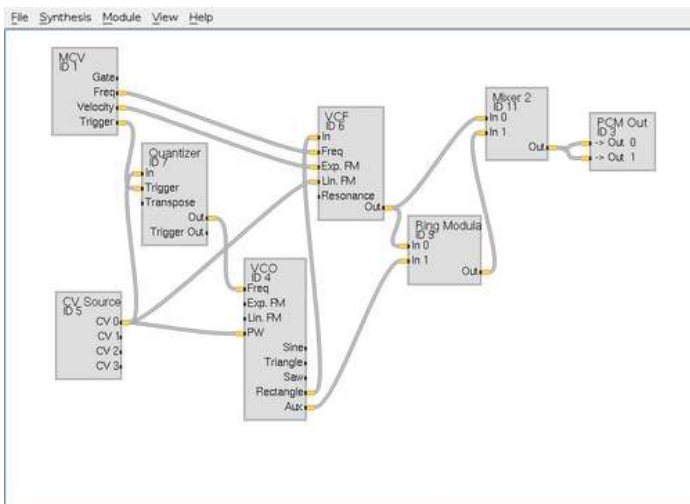 File Synthesis Module View Help
MCV
ID 1
Gate
Freq
Velocity
Trigger
Quantizer
ID 7
In
Trigger
Transpose
Out
Trigger Out
CV Source
ID 5
CV 0
CV 1
CV 2
CV 3
VCO
ID 4
Freq
Exp. FM
Lin. FM
PW
Sine
Triangle
Saw
Rectangle
Aux
VCF
ID 6
In
Freq
Exp. FM
Lin. FM
Resonance
Out
Ring Modula
ID 9
In 0
In 1
Out
Mixer 2
ID 11
In 0
In 1
Out
PCM Out
ID 3
-> Out 0
-> Out 1